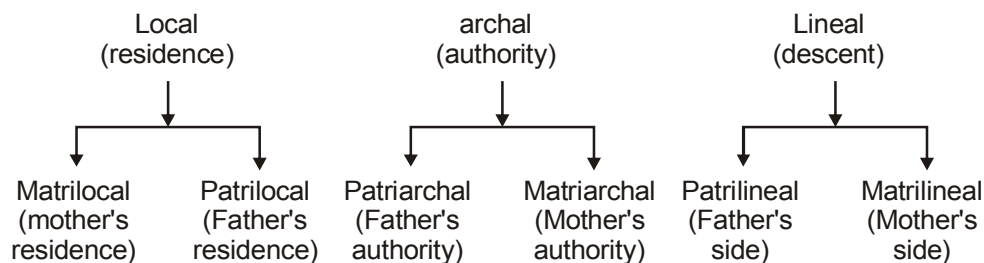 Local
(residence)
archal
(authority)
Lineal
(descent)
Matrilocal
(mother's
residence)
Patrilocal
(Father's
residence)
Patriarchal
(Father's
authority)
Matriarchal
(Mother's
authority)
Patrilineal
(Father's
side)
Matrilineal
(Mother's
side)